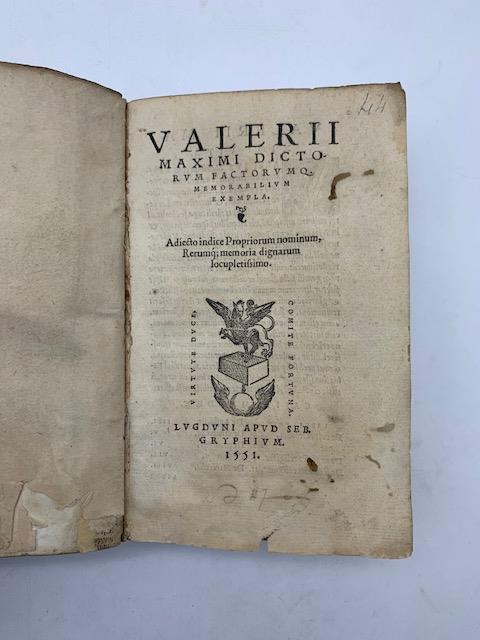 44
VALERII
MAXIMI DICTO-
RVM FACTORVMQ.
MEMORABILIVM
EXEMPLA.
Adiecto indice Propriorum nominum,
Rerumq; memoria dignarum
locupletissimo.
VIRTVTE DVCE,
COMITE FORTVNA.
LVGDVNI APVD SEB.
GRYPHIVM.
1551.